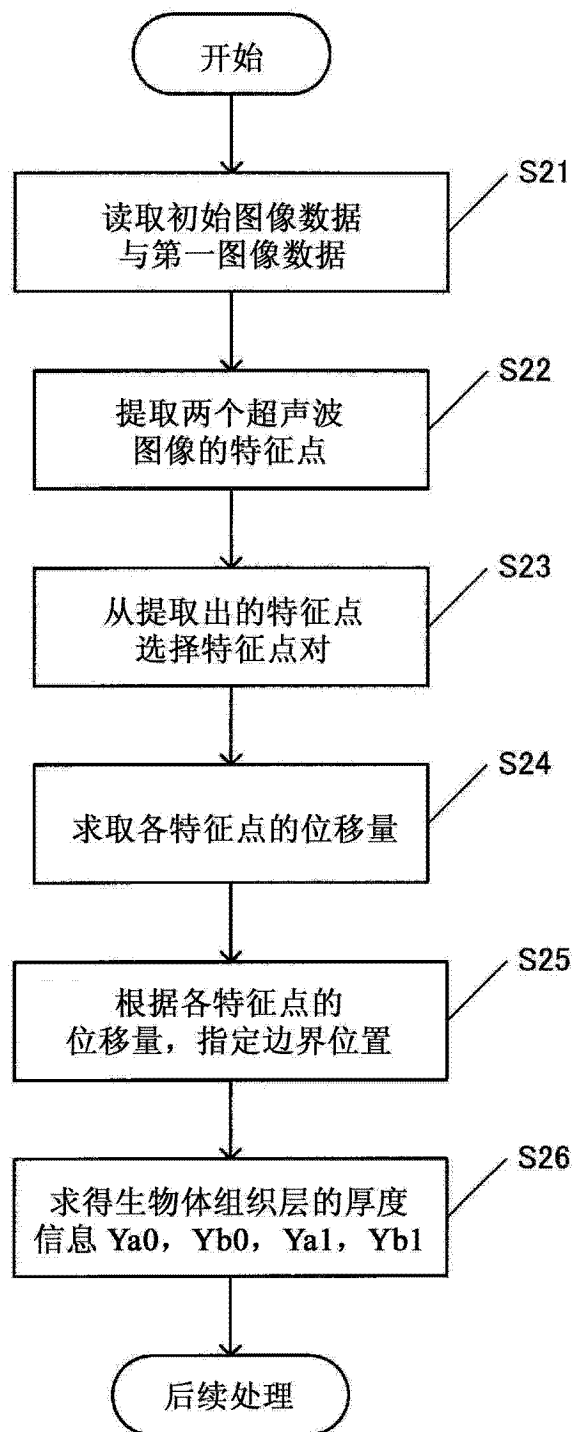 开始
S21
读取初始图像数据
与第一图像数据
S22
提取两个超声波
图像的特征点
S23
从提取出的特征点
选择特征点对
S24
求取各特征点的位移量
S25
根据各特征点的
位移量，指定边界位置
S26
求得生物体组织层的厚度
信息 Ya0，Yb0，Ya1，Yb1
后续处理